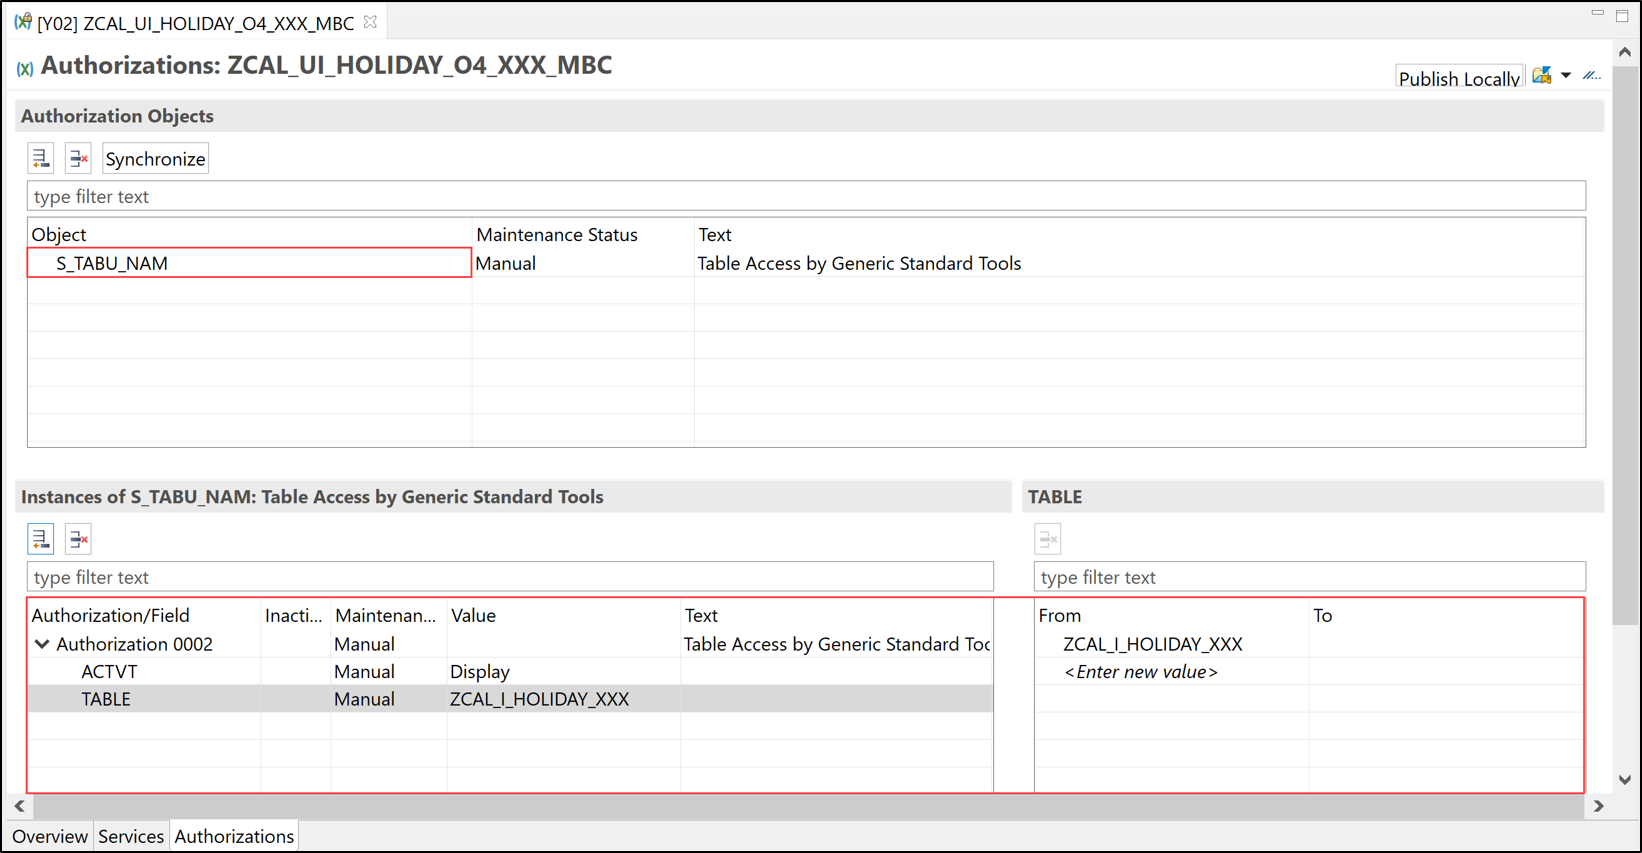 [Y02] ZCAL_UI_HOLIDAY_O4_XXX_MBC
Authorizations: ZCAL_UI_HOLIDAY_O4_XXX_MBC
Publish Locally
Authorization Objects
Synchronize
type filter text
Object Maintenance Status Text
S_TABU_NAM Manual Table Access by Generic Standard Tools
Instances of S_TABU_NAM: Table Access by Generic Standard Tools
type filter text
Authorization/Field Inacti... Maintenan... Value Text
Authorization 0002 Manual Table Access by Generic Standard Toc
ACTVT Manual Display
TABLE Manual ZCAL_I_HOLIDAY_XXX
TABLE
type filter text
From To
ZCAL_I_HOLIDAY_XXX
<Enter new value>
Overview Services Authorizations